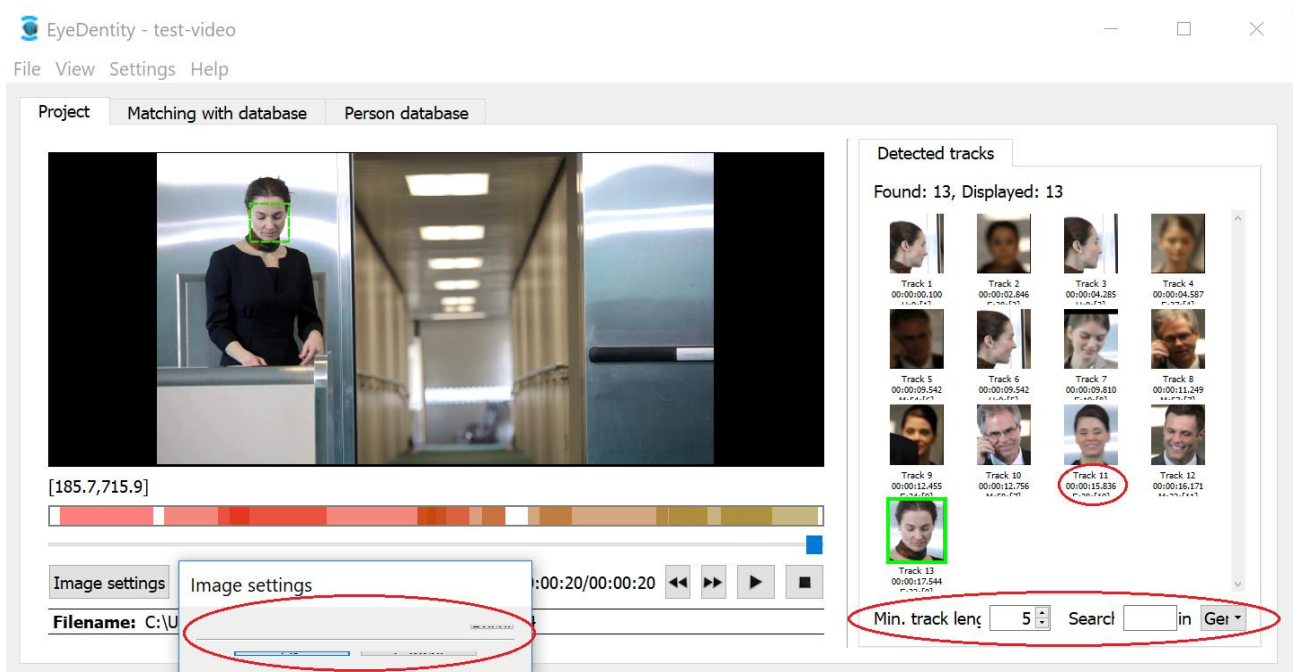 EyeDentity - test-video
File View Settings Help
Project Matching with database Person database
Detected tracks
Found: 13, Displayed: 13
Track 1 Track 2 Track 3 Track 4
00:00:00.100 00:00:02.846 00:00:04.285 00:00:04.587
Track 5 Track 6 Track 7 Track 8
00:00:09.542 00:00:09.542 00:00:09.810 00:00:11.249
Track 9 Track 10 Track 11 Track 12
00:00:12.455 00:00:12.756 00:00:15.836 00:00:16.171
Track 13
00:00:17.544
[185.7,715.9]
Image settings Image settings :00:20/00:00:20
Filename: C:\U
Min. track leng 5 Search in Ger